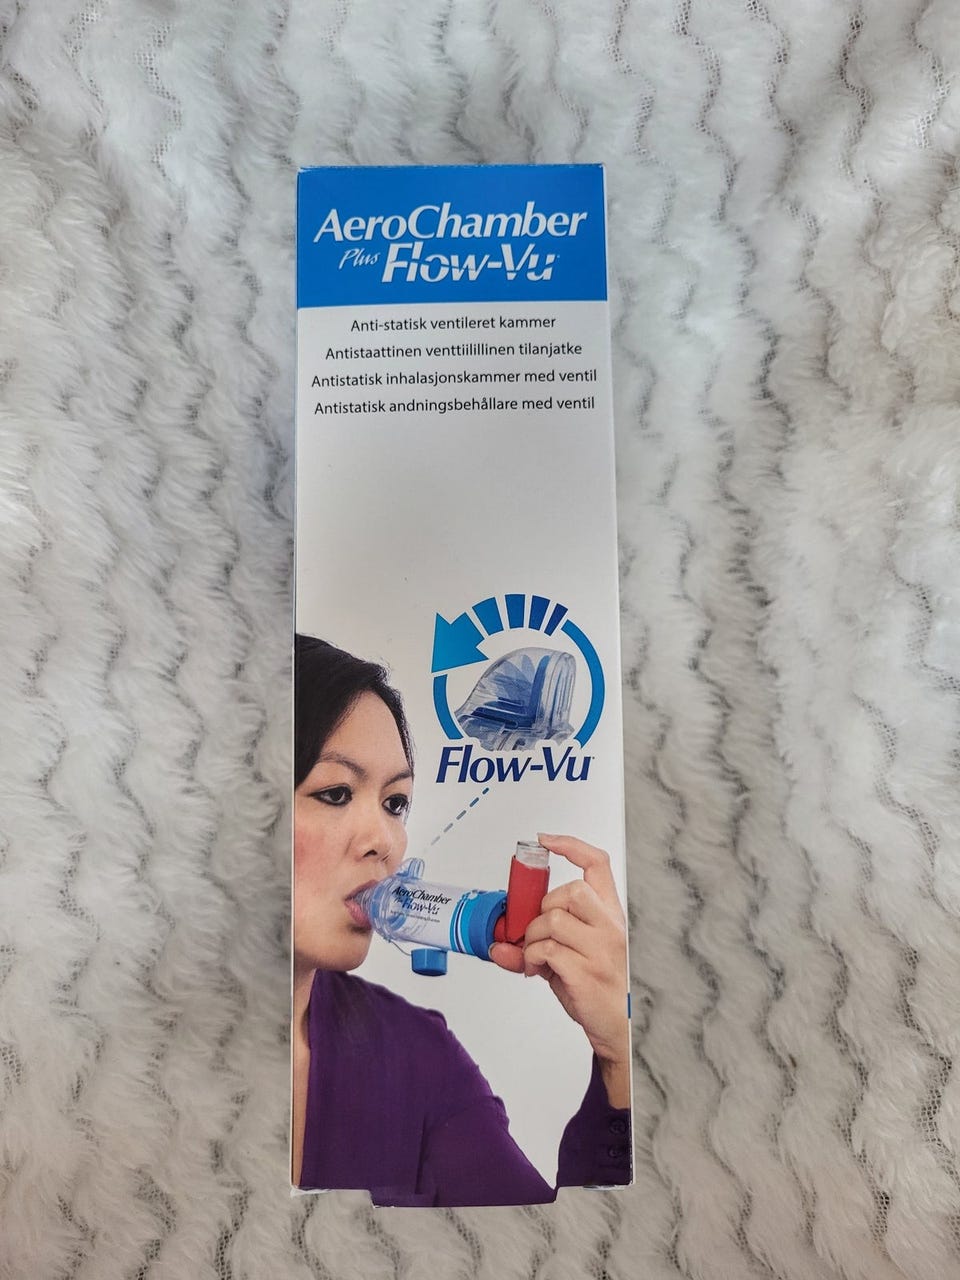 AeroChamber
Plus Flow-Vu
Anti-statisk ventileret kammer
Antistaattinen venttiilillinen tilanjatke
Antistatisk inhalasjonskammer med ventil
Antistatisk andningsbehållare med ventil
Flow-Vu
AeroChamber
Plus Flow-Vu